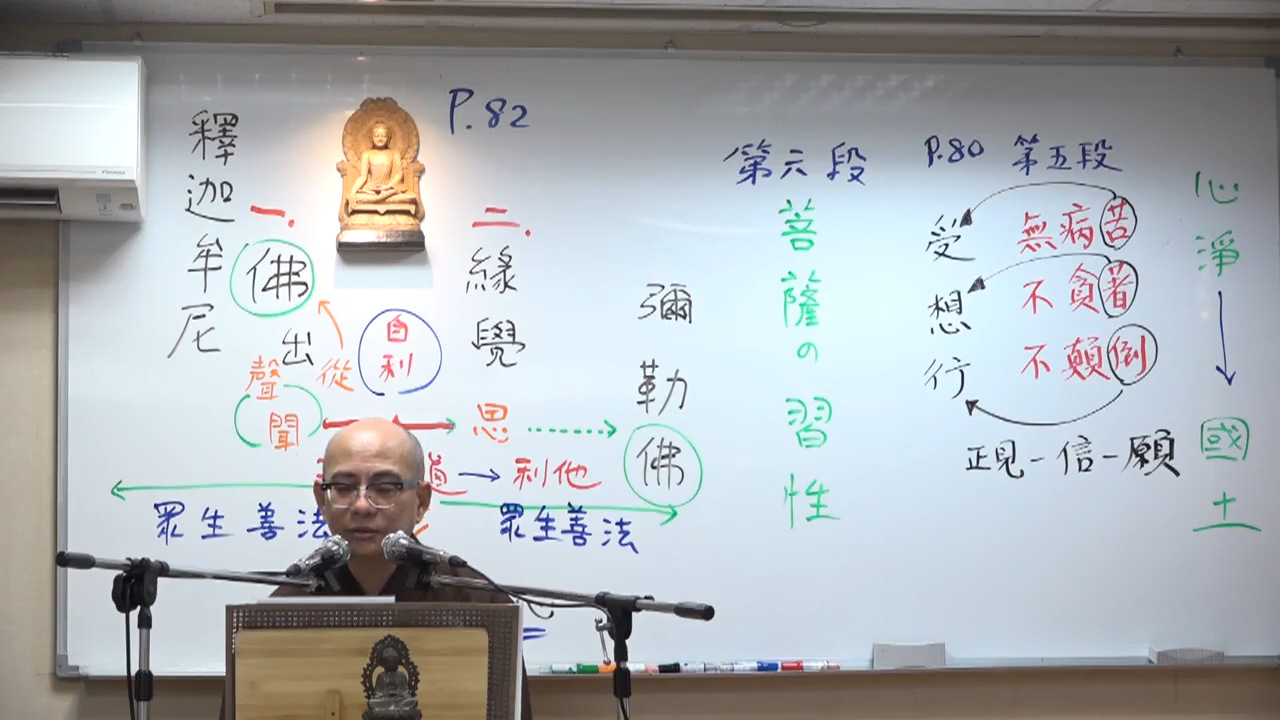 釋迦牟尼
一.
佛
出
從
自利
聲聞
P.82
二.
緣覺
思
道→利他
眾生善法
眾生善法
彌勒佛
第六段
菩薩の習性
P.80 第五段
受 無病苦
想 不貪著
行 不顛倒
正見-信-願
心淨
國土